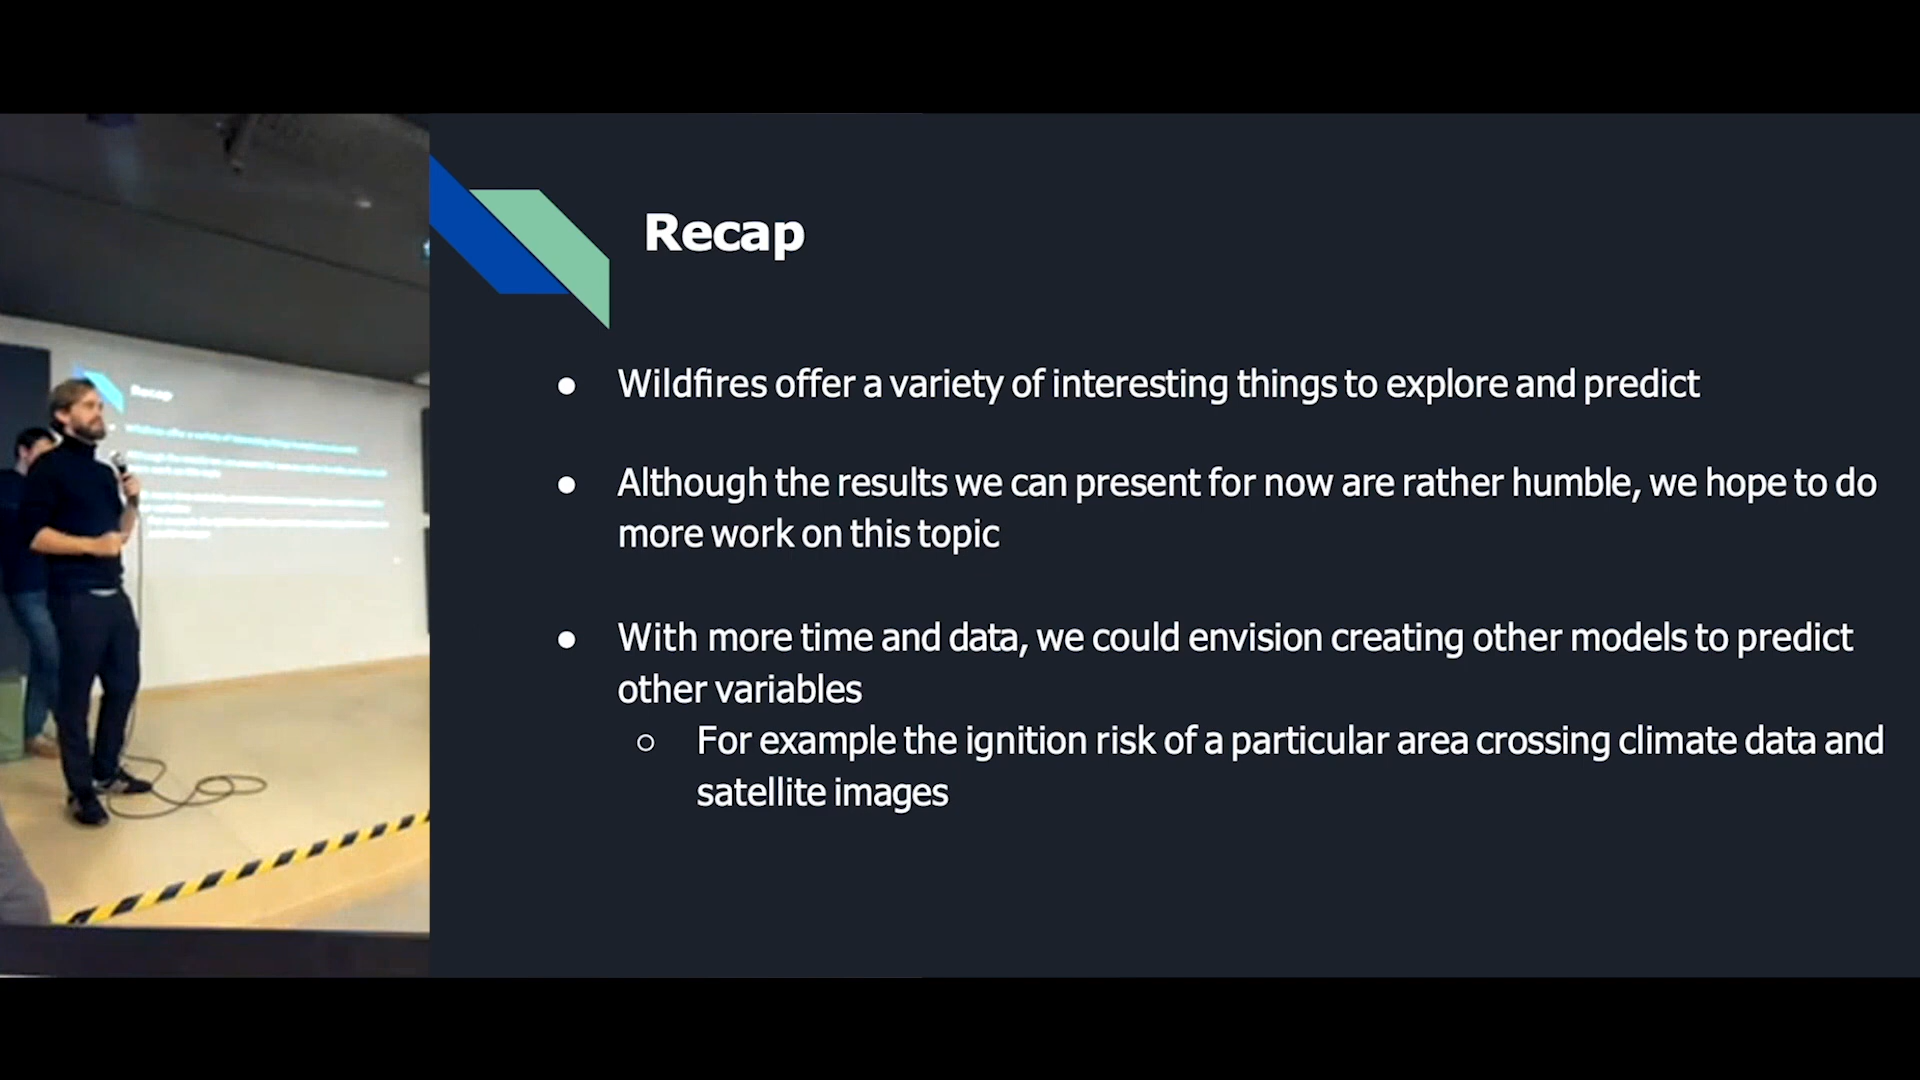 Recap
● Wildfires offer a variety of interesting things to explore and predict
● Although the results we can present for now are rather humble, we hope to do
more work on this topic
● With more time and data, we could envision creating other models to predict
other variables
○ For example the ignition risk of a particular area crossing climate data and
satellite images
Recap